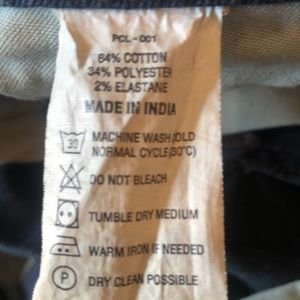 PCL-001
64% COTTON
34% POLYESTER
2% ELASTANE
MADE IN INDIA
30
MACHINE WASH COLD
NORMAL CYCLE(30°C)
DO NOT BLEACH
TUMBLE DRY MEDIUM
WARM IRON IF NEEDED
P
DRY CLEAN POSSIBLE